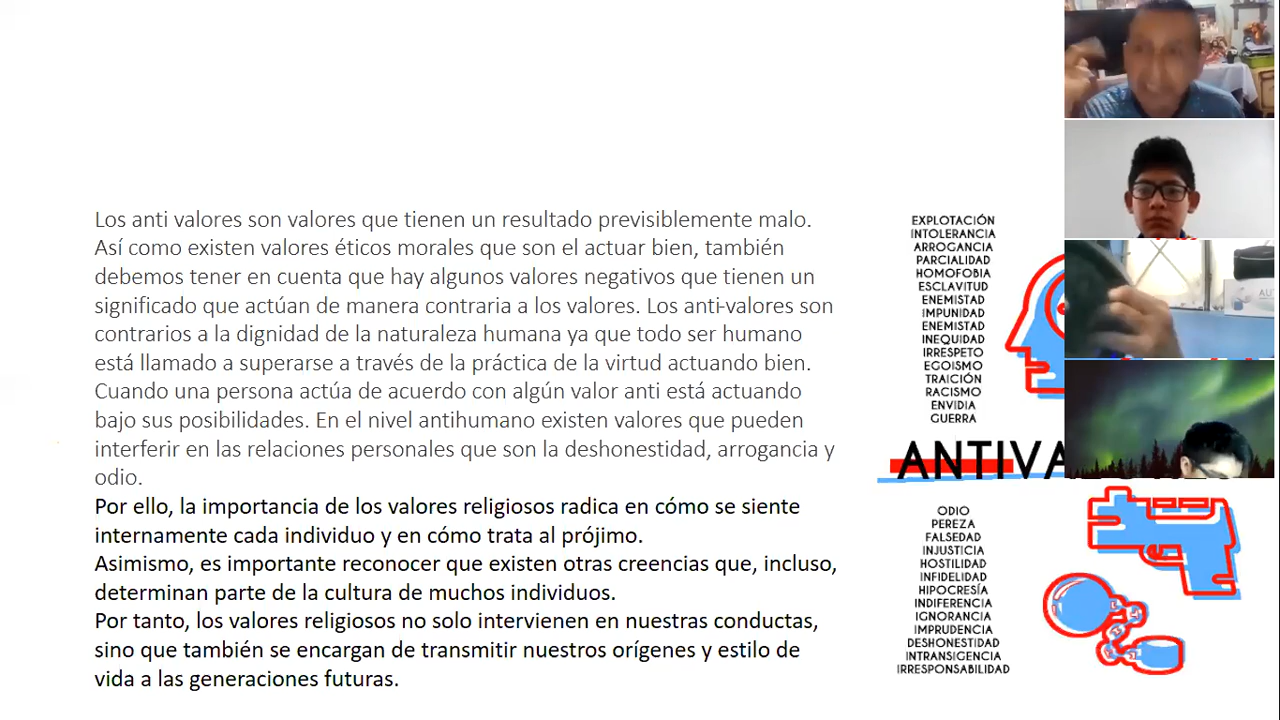 Los anti valores son valores que tienen un resultado previsiblemente malo.
Así como existen valores éticos morales que son el actuar bien, también
debemos tener en cuenta que hay algunos valores negativos que tienen un
significado que actúan de manera contraria a los valores. Los anti-valores son
contrarios a la dignidad de la naturaleza humana ya que todo ser humano
está llamado a superarse a través de la práctica de la virtud actuando bien.
Cuando una persona actúa de acuerdo con algún valor anti está actuando
bajo sus posibilidades. En el nivel antihumano existen valores que pueden
interferir en las relaciones personales que son la deshonestidad, arrogancia y
odio.
Por ello, la importancia de los valores religiosos radica en cómo se siente
internamente cada individuo y en cómo trata al prójimo.
Asimismo, es importante reconocer que existen otras creencias que, incluso,
determinan parte de la cultura de muchos individuos.
Por tanto, los valores religiosos no solo intervienen en nuestras conductas,
sino que también se encargan de transmitir nuestros orígenes y estilo de
vida a las generaciones futuras.
EXPLOTACIÓN
INTOLERANCIA
ARROGANCIA
PARCIALIDAD
HOMOFOBIA
ESCLAVITUD
ENEMISTAD
IMPUNIDAD
ENEMISTAD
INEQUIDAD
IRRESPETO
EGOISMO
TRAICIÓN
RACISMO
ENVIDIA
GUERRA
ANTIVA
ODIO
PEREZA
FALSEDAD
INJUSTICIA
HOSTILIDAD
INFIDELIDAD
HIPOCRESÍA
INDIFERENCIA
IGNORANCIA
IMPRUDENCIA
DESHONESTIDAD
INTRANSIGENCIA
IRRESPONSABILIDAD